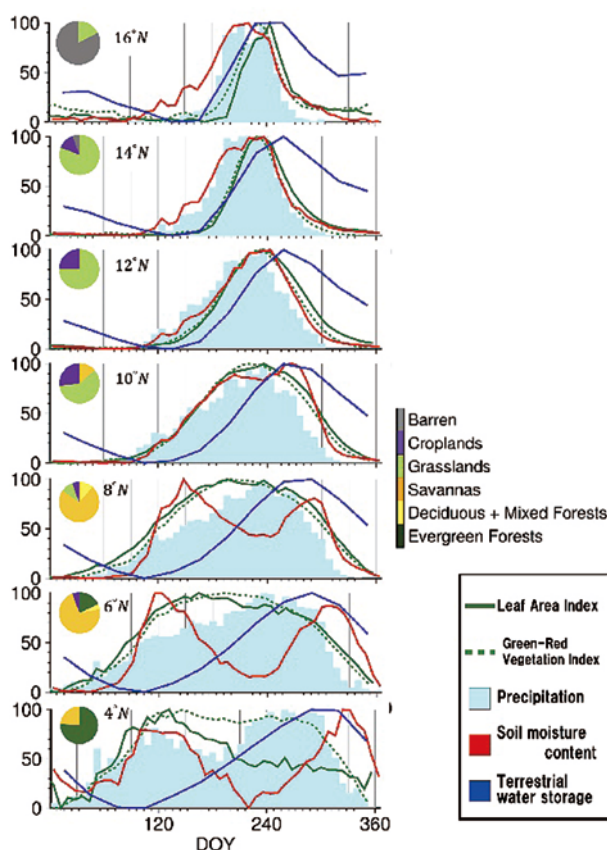 100
50
0
16°N
100
50
0
14°N
100
50
0
12°N
100
50
0
10°N
100
50
0
8°N
100
50
0
6°N
100
50
0
4°N
120
240
360
DOY
Barren
Croplands
Grasslands
Savannas
Deciduous + Mixed Forests
Evergreen Forests
Leaf Area Index
Green-Red
Vegetation Index
Precipitation
Soil moisture
content
Terrestrial
water storage